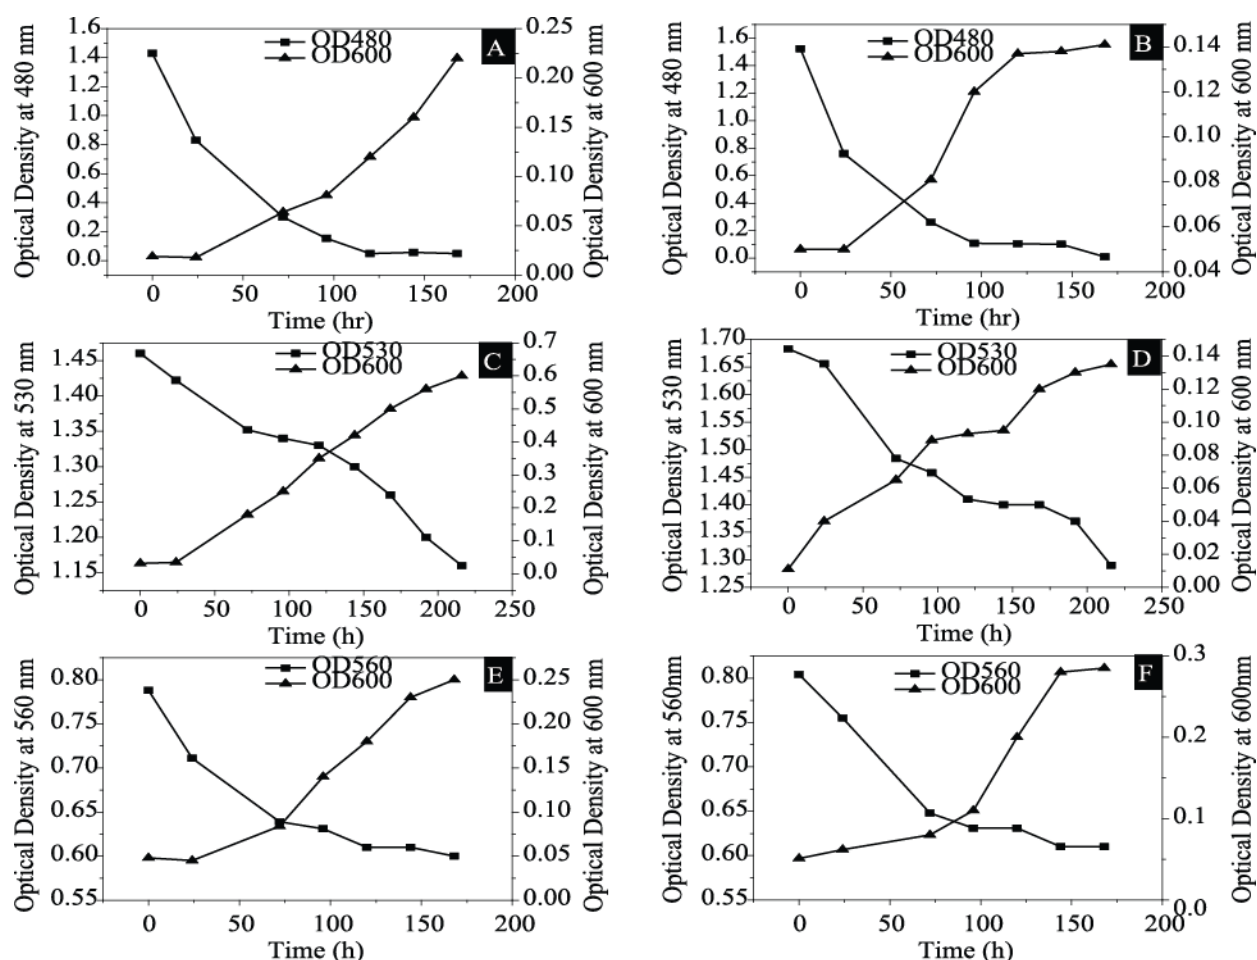 A
OD480
OD600
Optical Density at 480 nm
1.6
1.4
1.2
1.0
0.8
0.6
0.4
0.2
0.0
Optical Density at 600 nm
0.25
0.20
0.15
0.10
0.05
0.00
0 50 100 150 200
Time (hr)
B
OD480
OD600
Optical Density at 480 nm
1.6
1.4
1.2
1.0
0.8
0.6
0.4
0.2
0.0
Optical Density at 600 nm
0.14
0.12
0.10
0.08
0.06
0.04
0 50 100 150 200
Time (hr)
C
OD530
OD600
Optical Density at 530 nm
1.45
1.40
1.35
1.30
1.25
1.20
1.15
Optical Density at 600 nm
0.7
0.6
0.5
0.4
0.3
0.2
0.1
0.0
0 50 100 150 200 250
Time (h)
D
OD530
OD600
Optical Density at 530 nm
1.70
1.65
1.60
1.55
1.50
1.45
1.40
1.35
1.30
1.25
Optical Density at 600 nm
0.14
0.12
0.10
0.08
0.06
0.04
0.02
0.00
0 50 100 150 200 250
Time (h)
E
OD560
OD600
Optical Density at 560 nm
0.80
0.75
0.70
0.65
0.60
0.55
Optical Density at 600 nm
0.25
0.20
0.15
0.10
0.05
0.00
0 50 100 150 200
Time (h)
F
OD560
OD600
Optical Density at 560nm
0.80
0.75
0.70
0.65
0.60
0.55
Optical Density at 600nm
0.3
0.2
0.1
0.0
0 50 100 150 200
Time (h)